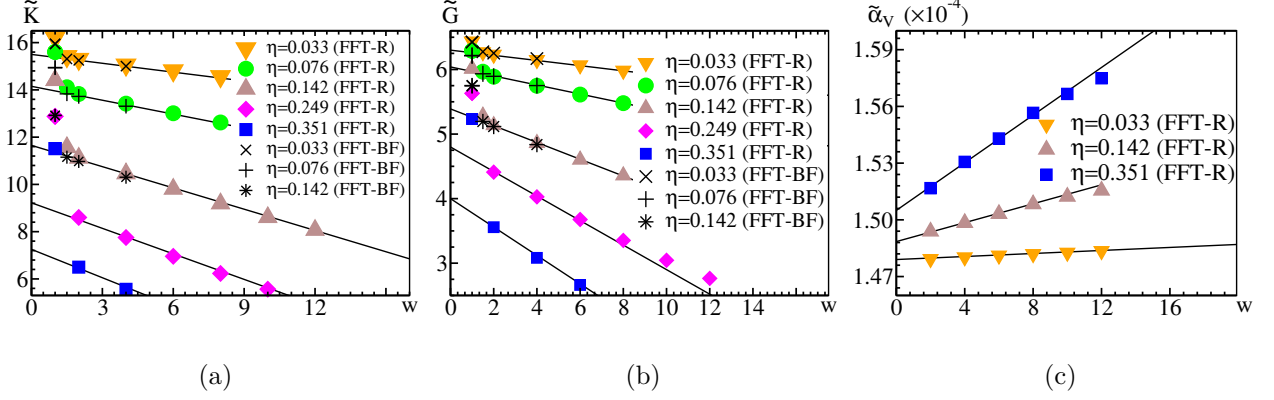 K̃
16
14
12
10
8
6
0 3 6 9 12 w
η=0.033 (FFT-R)
η=0.076 (FFT-R)
η=0.142 (FFT-R)
η=0.249 (FFT-R)
η=0.351 (FFT-R)
η=0.033 (FFT-BF)
η=0.076 (FFT-BF)
η=0.142 (FFT-BF)
(a)
G̃
6
5
4
3
0 2 4 6 8 10 12 14 w
η=0.033 (FFT-R)
η=0.076 (FFT-R)
η=0.142 (FFT-R)
η=0.249 (FFT-R)
η=0.351 (FFT-R)
η=0.033 (FFT-BF)
η=0.076 (FFT-BF)
η=0.142 (FFT-BF)
(b)
α̃V (×10⁻⁴)
1.59
1.56
1.53
1.50
1.47
0 4 8 12 16 w
η=0.033 (FFT-R)
η=0.142 (FFT-R)
η=0.351 (FFT-R)
(c)